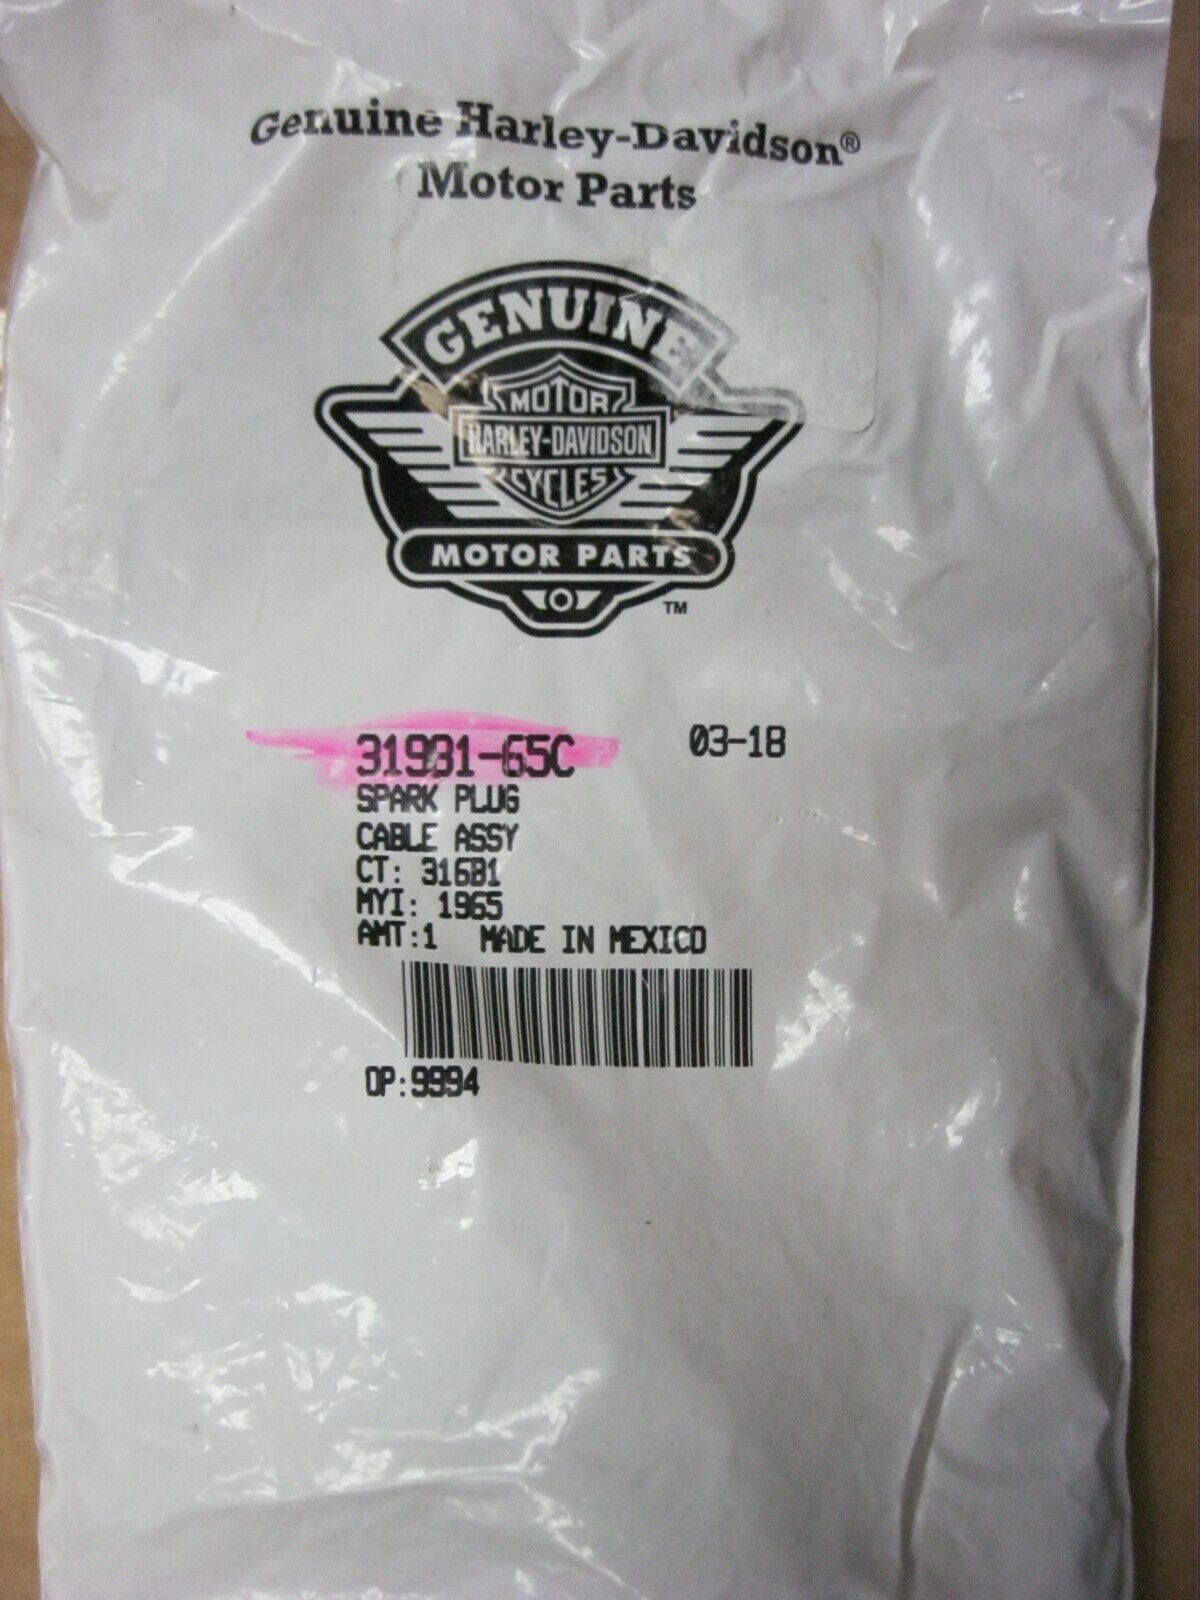 Genuine Harley-Davidson®
Motor Parts
GENUINE
MOTOR
HARLEY-DAVIDSON
CYCLES
MOTOR PARTS
TM
31931-65C 03-18
SPARK PLUG
CABLE ASSY
CT: 31681
MYI: 1965
AMT:1 MADE IN MEXICO
OP:9994